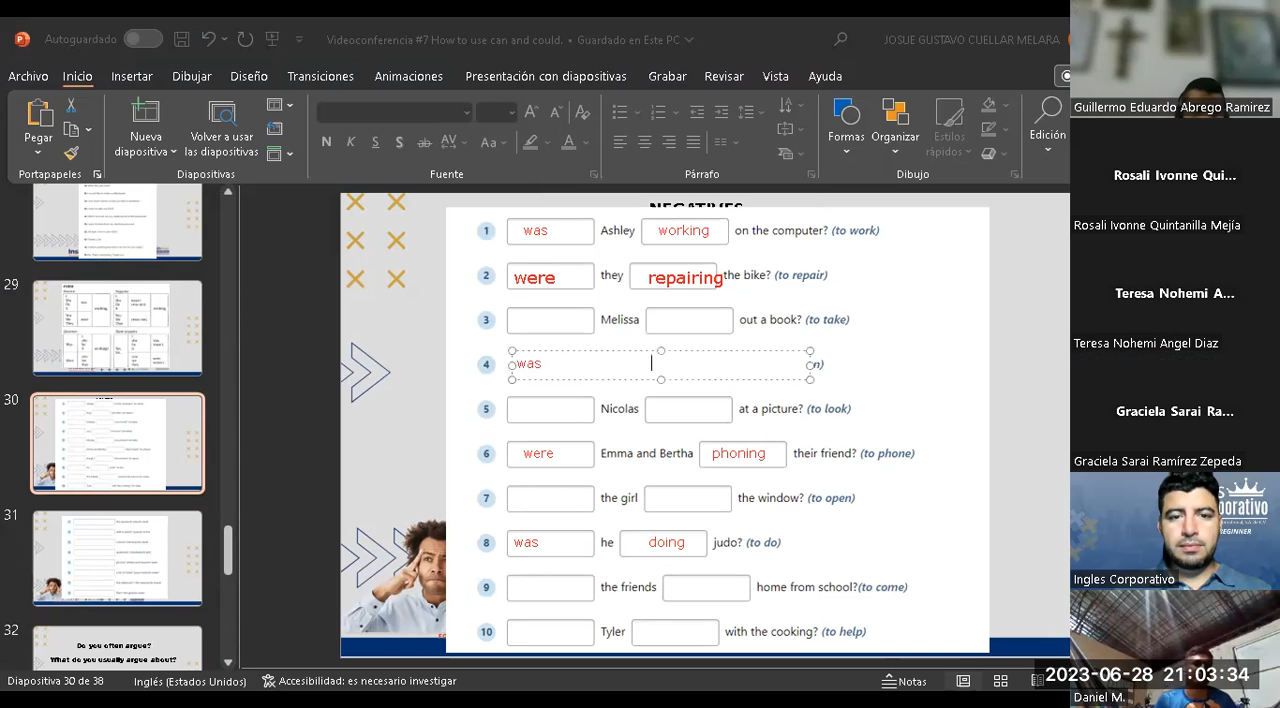 Autoguardado
Videoconferencia #7 How to use can and could. • Guardado en Este PC
JOSUE GUSTAVO CUELLAR MELARA
Archivo Inicio Insertar Dibujar Diseño Transiciones Animaciones Presentación con diapositivas Grabar Revisar Vista Ayuda
Pegar
Nueva diapositiva
Volver a usar las diapositivas
N K S S ab AV Aa A
Formas
Organizar
Estilos rápidos
Edición
Portapapeles Diapositivas Fuente Párrafo Dibujo
29
30
31
32
Do you often argue?
What do you usually argue about?
NEGATIVES
1 was Ashley working on the computer? (to work)
2 were they repairing the bike? (to repair)
3 Melissa out a book? (to take)
4 was n)
5 Nicolas at a picture? (to look)
6 were Emma and Bertha phoning their friend? (to phone)
7 the girl the window? (to open)
8 was he doing judo? (to do)
9 the friends home from school?(to come)
10 Tyler with the cooking? (to help)
Diapositiva 30 de 38
Inglés (Estados Unidos)
Accesibilidad: es necesario investigar
Notas
Guillermo Eduardo Abrego Ramirez
Rosali Ivonne Qui...
Rosali Ivonne Quintanilla Mejía
Teresa Nohemi A...
Teresa Nohemi Angel Diaz
Graciela Sarai Ra...
Graciela Sarai Ramírez Zepeda
orativo
BEGINNER
Ingles Corporativo
2023-06-28 21:03:34
Daniel M.